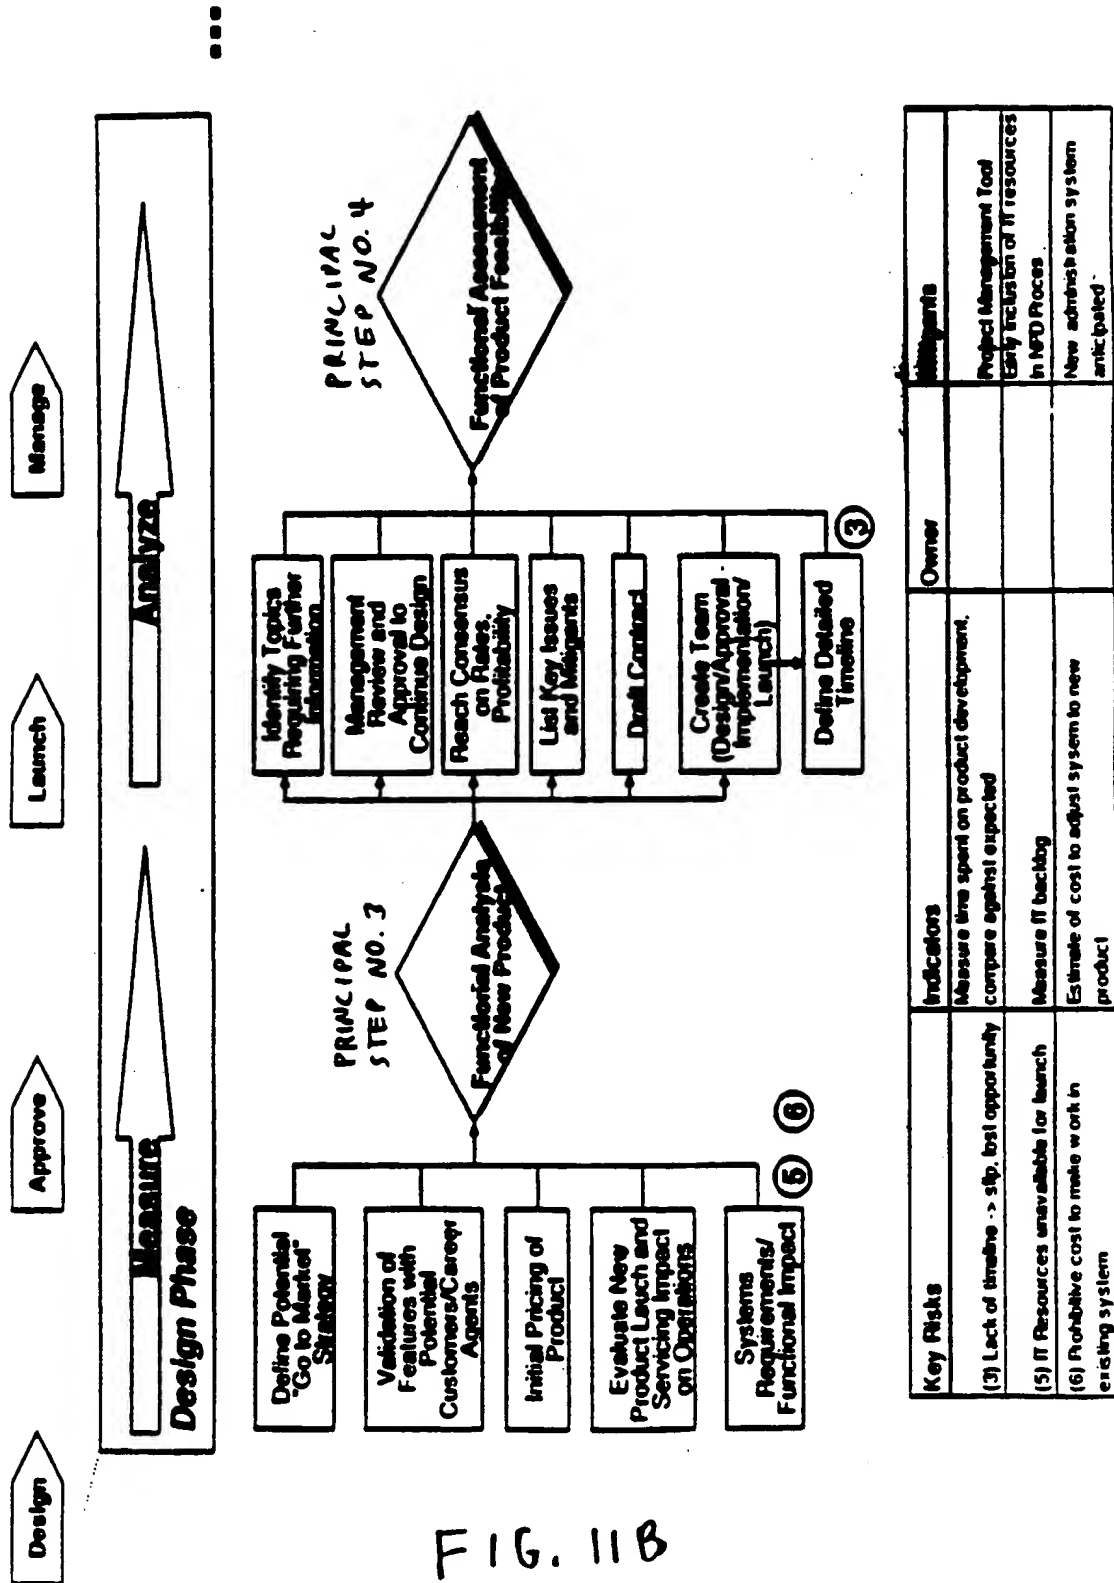 Design
Approve
Launch
Manage
Measure
Analyze
Design Phase
Define Potential
"Go to Market"
Strategy
Validation of
Features with
Potential
Customers/Career
Agents
Initial Pricing of
Product
Evaluate New
Product Lauch and
Servicing Impact
on Operations
Systems
Requirements/
Functional Impact
5
6
PRINCIPAL
STEP NO. 3
Functional Analysis
of New Product
Identify Topics
Requiring Further
Information
Management
Review and
Approval to
Continue Design
Reach Consensus
on Rates,
Profitability
List Key Issues
and Mitigants
Draft Contract
Create Team
(Design/Approval
Implementation/
Launch)
Define Detailed
Timeline
3
PRINCIPAL
STEP NO. 4
Functional Assessment
of Product Feasibility
Key Risks
Indicators
Owner
Mitigants
(3) Lack of timeline -> slip, lost opportunity
Measure time spent on product development,
compare against expected
Project Management Tool
(5) IT Resources unavailable for launch
Measure IT backlog
Early Inclusion of IT resources
In NPD Proces
(6) Prohibitive cost to make work in
existing system
Estimate of cost to adjust system to new
product
New administration system
anticipated
FIG. 11B